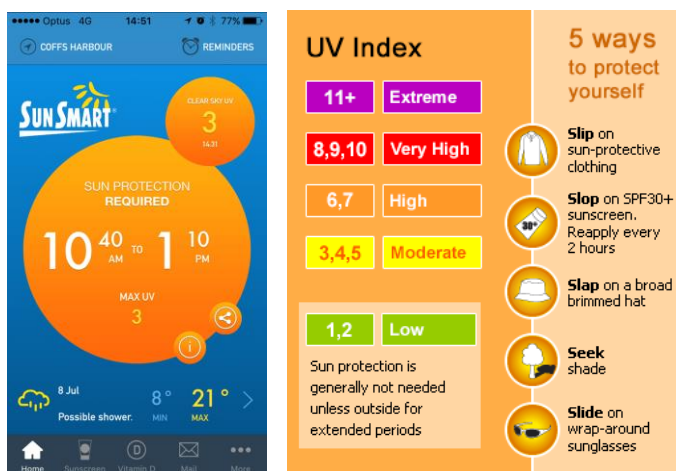 Optus 4G 14:51 77%
COFFS HARBOUR REMINDERS
SUNSMART
CLEAR SKY UV
3
14:31
SUN PROTECTION
REQUIRED
10 40 AM TO 1 10 PM
MAX UV
3
8 Jul 8° 21°
Possible shower. MIN MAX
Home Sunscreen Vitamin D Mail More
UV Index
11+ Extreme
8,9,10 Very High
6,7 High
3,4,5 Moderate
1,2 Low
Sun protection is
generally not needed
unless outside for
extended periods
5 ways
to protect
yourself
Slip on
sun-protective
clothing
30+
Slop on SPF30+
sunscreen.
Reapply every
2 hours
Slap on a broad
brimmed hat
Seek
shade
Slide on
wrap-around
sunglasses